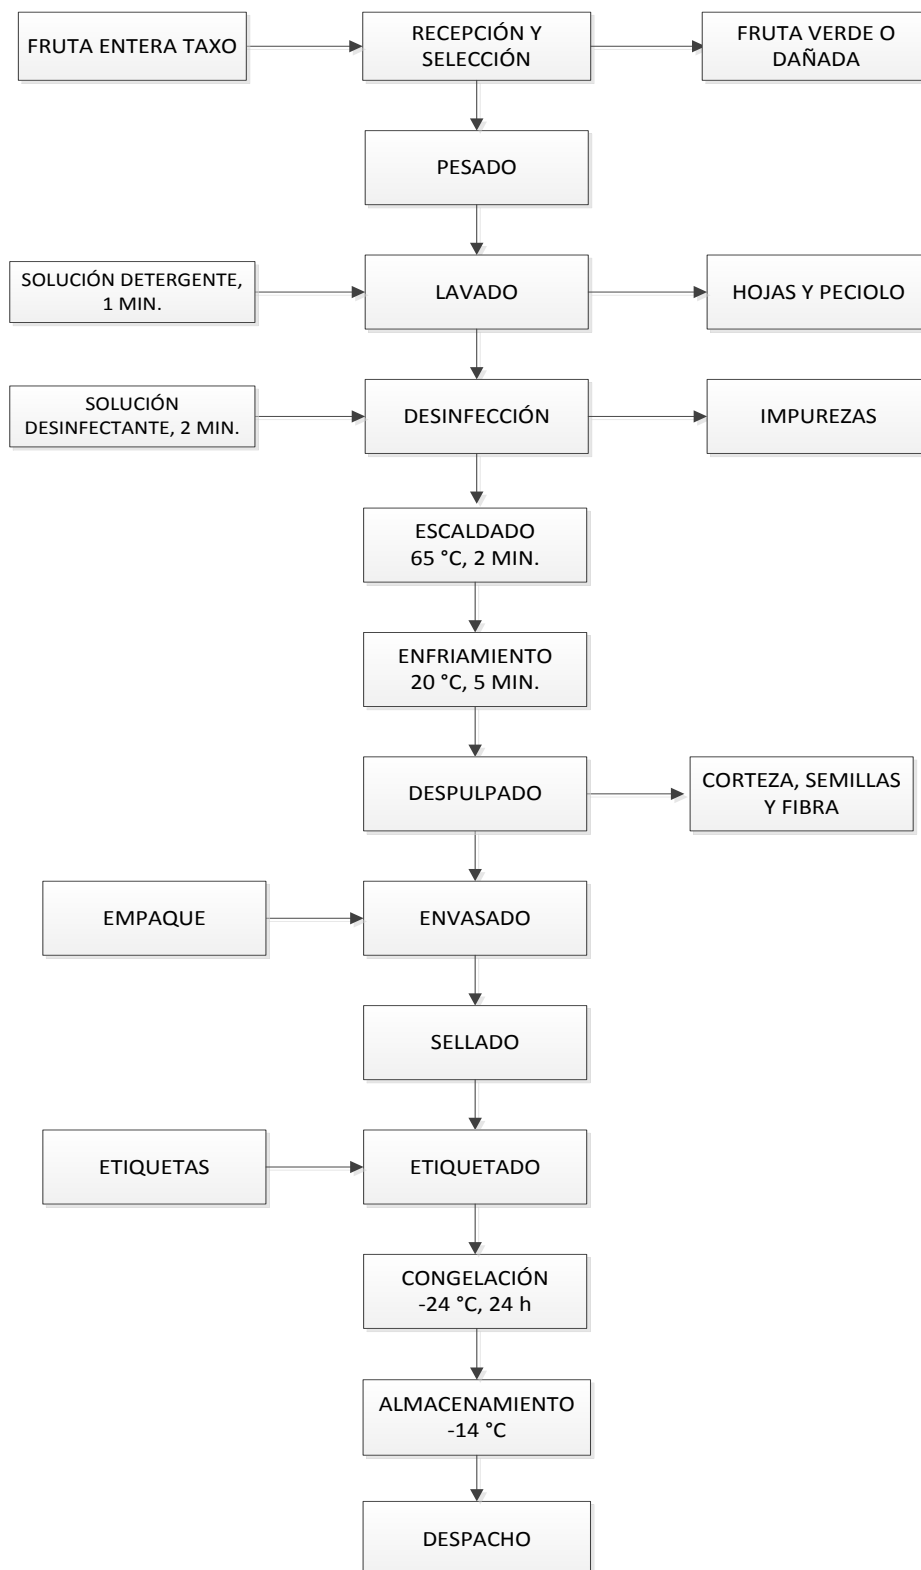 FRUTA ENTERA TAXO
RECEPCIÓN Y
SELECCIÓN
FRUTA VERDE O
DAÑADA
PESADO
SOLUCIÓN DETERGENTE,
1 MIN.
LAVADO
HOJAS Y PECIOLO
SOLUCIÓN
DESINFECTANTE, 2 MIN.
DESINFECCIÓN
IMPUREZAS
ESCALDADO
65 °C, 2 MIN.
ENFRIAMIENTO
20 °C, 5 MIN.
DESPULPADO
CORTEZA, SEMILLAS
Y FIBRA
EMPAQUE
ENVASADO
SELLADO
ETIQUETAS
ETIQUETADO
CONGELACIÓN
-24 °C, 24 h
ALMACENAMIENTO
-14 °C
DESPACHO